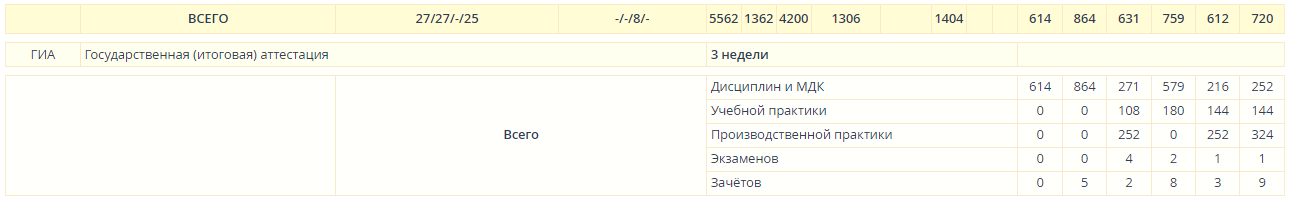 ВСЕГО 27/27/-/25 -/-/8/- 5562 1362 4200 1306 1404 614 864 631 759 612 720
ГИА Государственная (итоговая) аттестация 3 недели
Всего
Дисциплин и МДК 614 864 271 579 216 252
Учебной практики 0 0 108 180 144 144
Производственной практики 0 0 252 0 252 324
Экзаменов 0 0 4 2 1 1
Зачётов 0 5 2 8 3 9